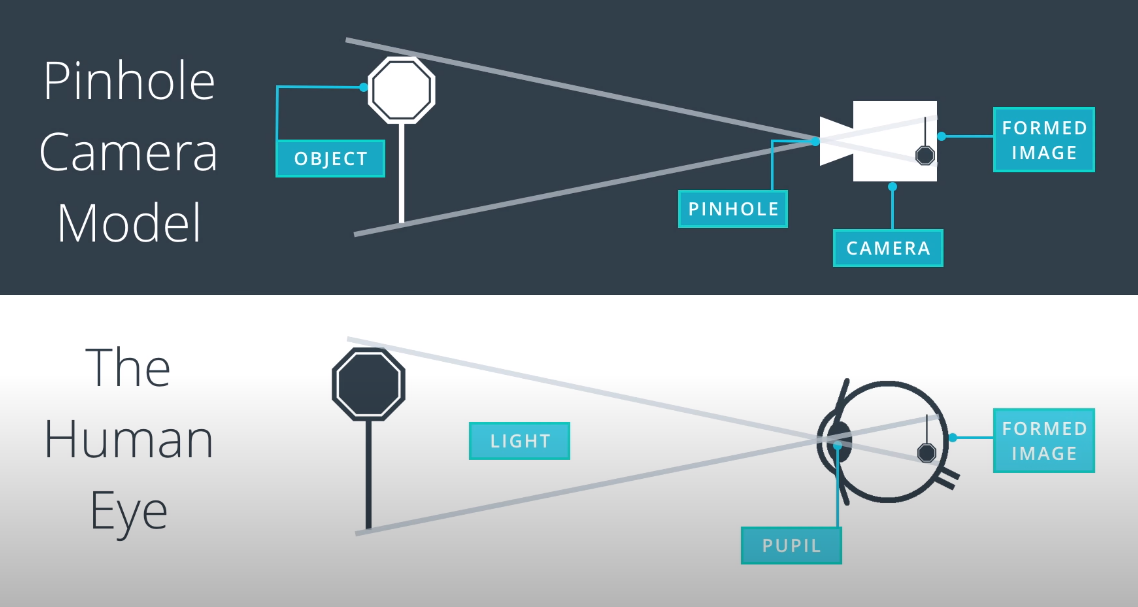 Pinhole
Camera
Model
OBJECT
PINHOLE
CAMERA
FORMED
IMAGE
The
Human
Eye
LIGHT
PUPIL
FORMED
IMAGE